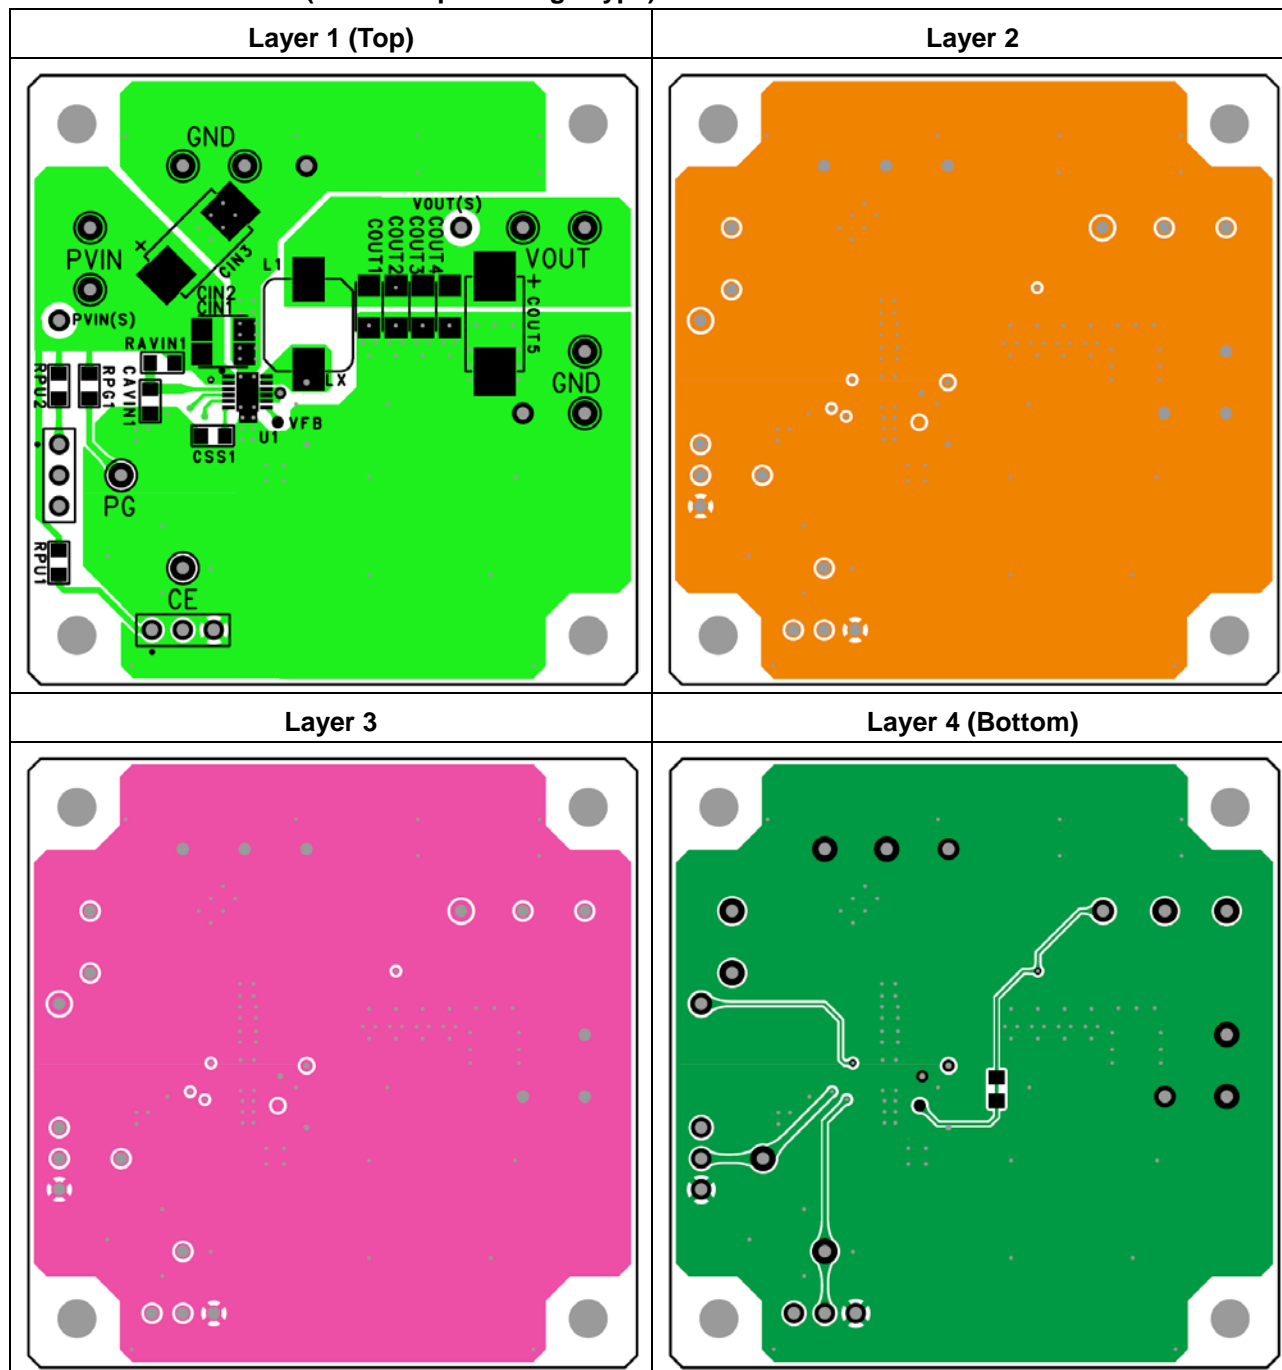 Layer 1 (Top)
Layer 2
GND
PVIN
+
CIN3
PVIN(S)
CIN2
CIN1
L1
LX
COUT1
COUT2
COUT3
COUT4
VOUT(S)
VOUT
+
COUT5
GND
RAVIN1
RPU2
RPG1
CAVIN1
VFB
U1
CSS1
PG
RPU1
CE
Layer 3
Layer 4 (Bottom)